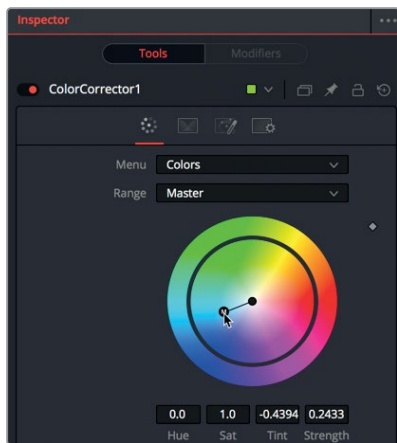 Inspector
Tools Modifiers
ColorCorrector1
Menu Colors
Range Master
M
0.0 1.0 -0.4394 0.2433
Hue Sat Tint Strength